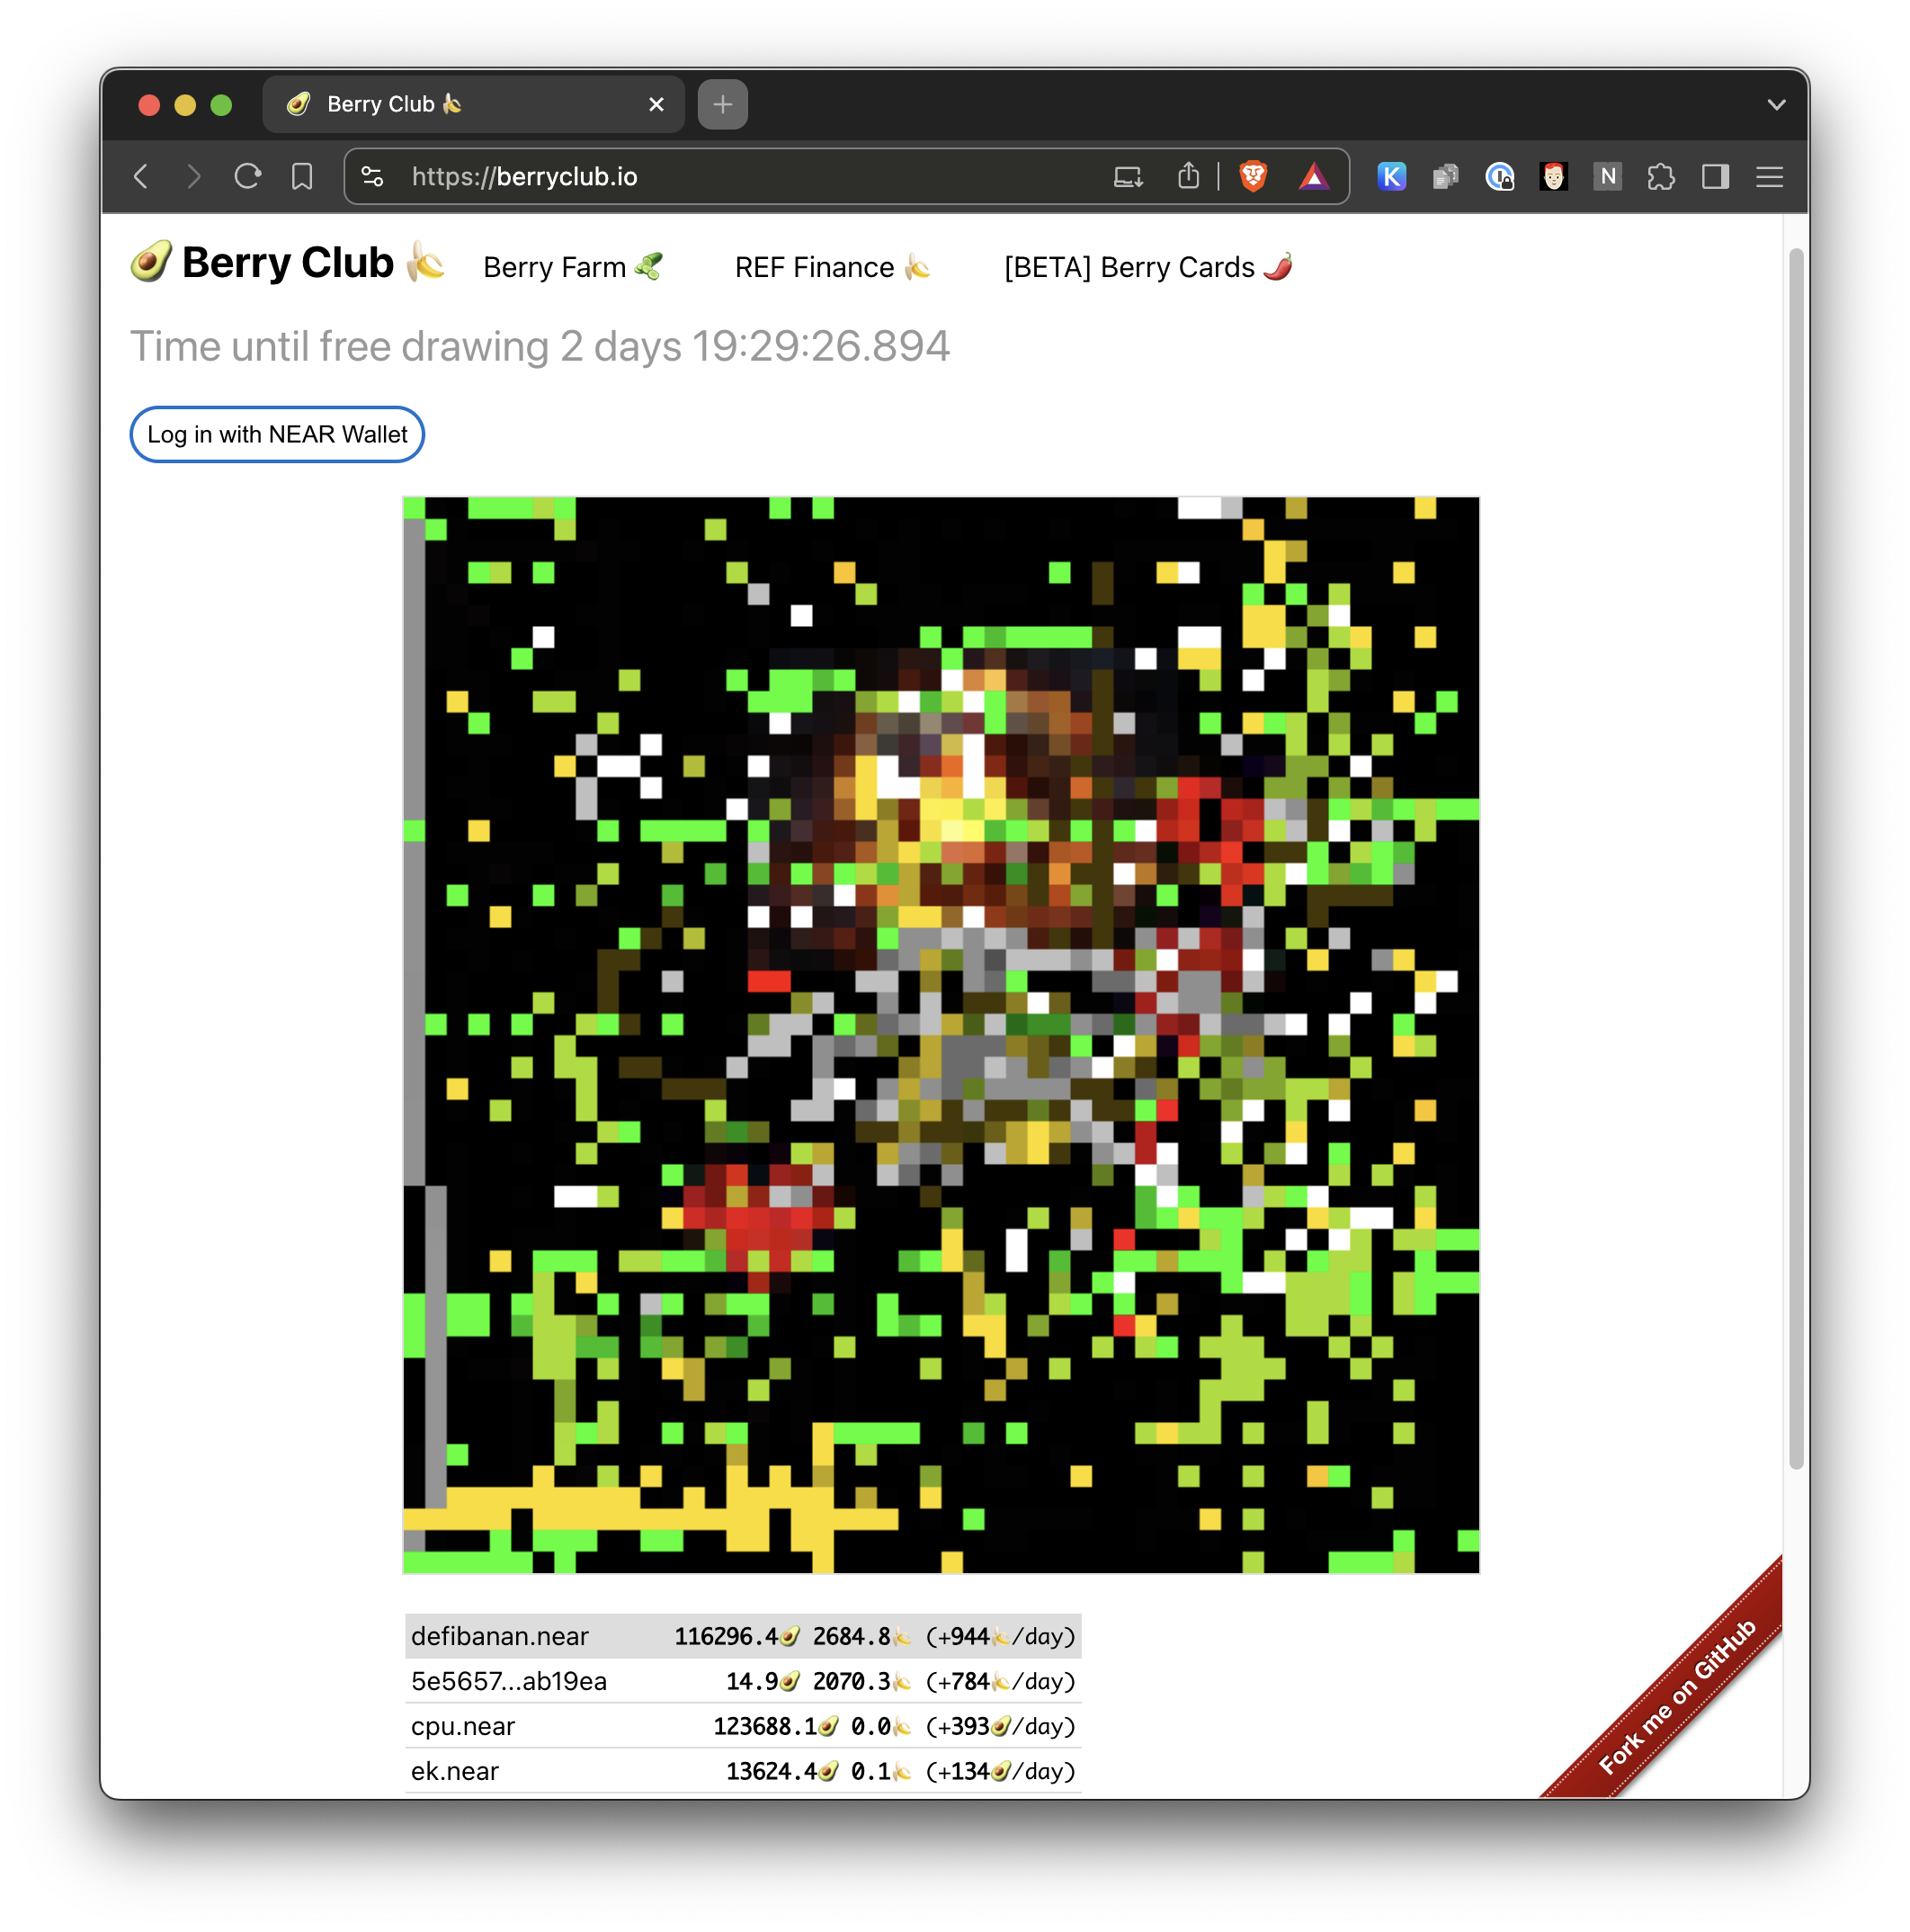 🥑 Berry Club 🍌
https://berryclub.io
K
N
🥑 Berry Club 🍌 Berry Farm 🥒 REF Finance 🍌 [BETA] Berry Cards 🌶️
Time until free drawing 2 days 19:29:26.894
Log in with NEAR Wallet
defibanan.near 116296.4🥑 2684.8🍌 (+944🍌/day)
5e5657...ab19ea 14.9🥑 2070.3🍌 (+784🍌/day)
cpu.near 123688.1🥑 0.0🍌 (+393🥑/day)
ek.near 13624.4🥑 0.1🍌 (+134🥑/day)
Fork me on GitHub